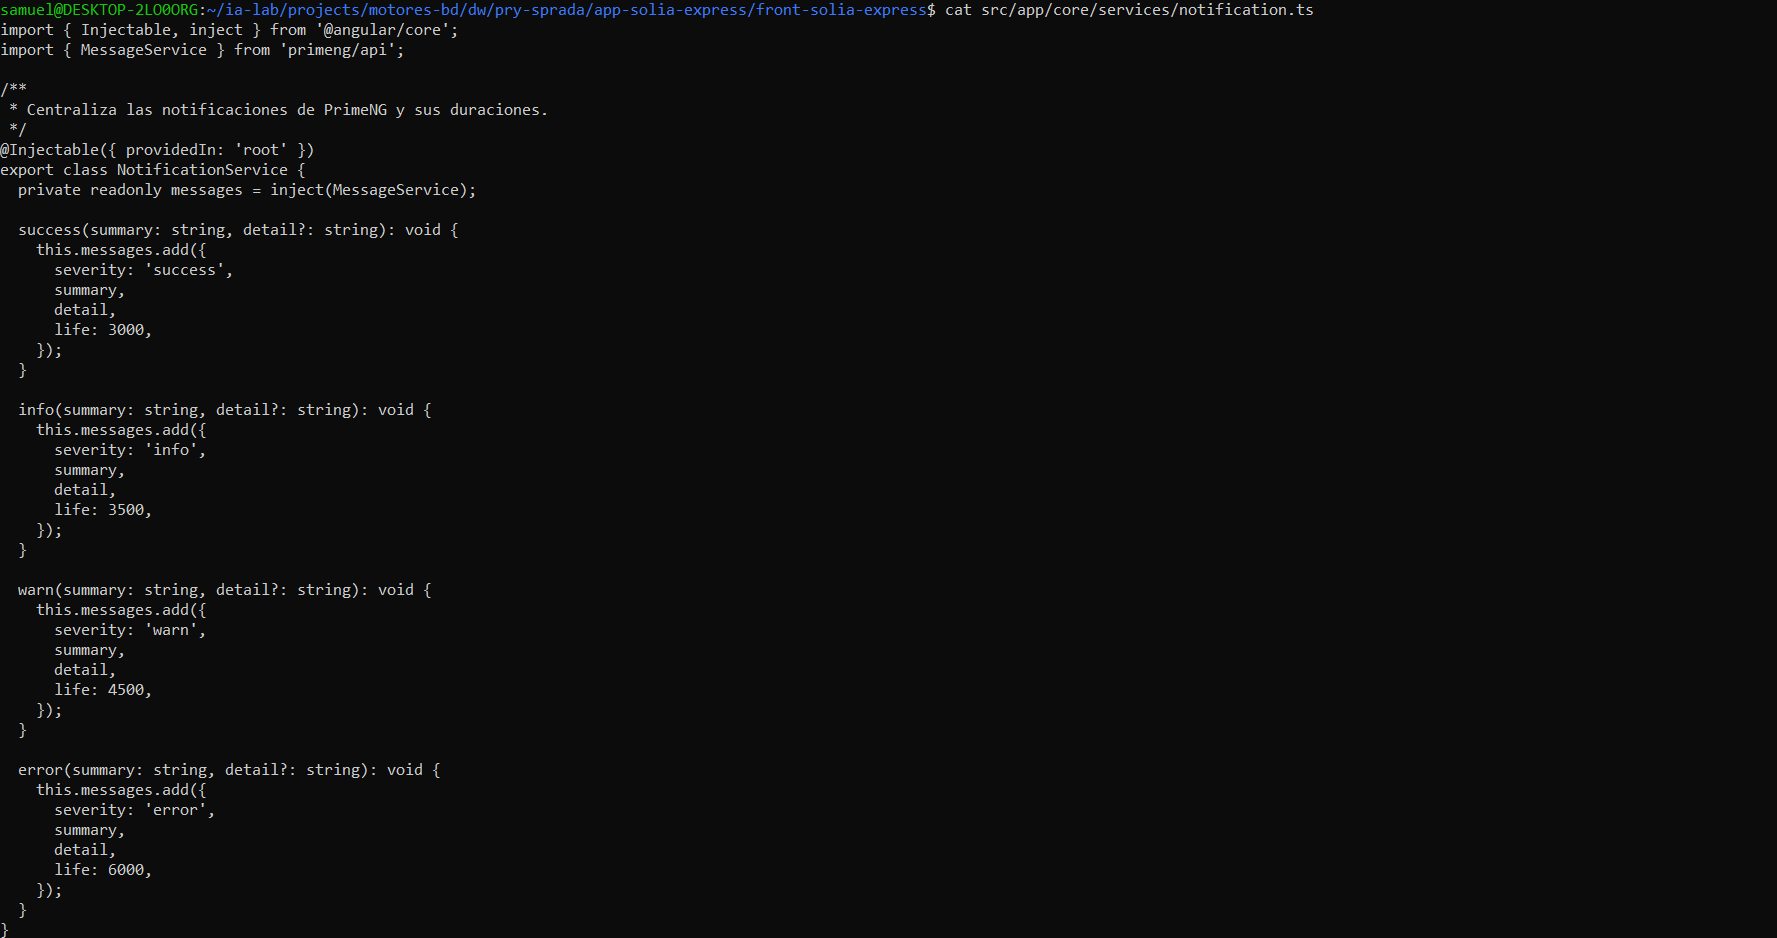 samuel@DESKTOP-2LO0ORG:~/ia-lab/projects/motores-bd/dw/pry-sprada/app-solia-express/front-solia-express$ cat src/app/core/services/notification.ts
import { Injectable, inject } from '@angular/core';
import { MessageService } from 'primeng/api';

/**
 * Centraliza las notificaciones de PrimeNG y sus duraciones.
 */
@Injectable({ providedIn: 'root' })
export class NotificationService {
  private readonly messages = inject(MessageService);

  success(summary: string, detail?: string): void {
    this.messages.add({
      severity: 'success',
      summary,
      detail,
      life: 3000,
    });
  }

  info(summary: string, detail?: string): void {
    this.messages.add({
      severity: 'info',
      summary,
      detail,
      life: 3500,
    });
  }

  warn(summary: string, detail?: string): void {
    this.messages.add({
      severity: 'warn',
      summary,
      detail,
      life: 4500,
    });
  }

  error(summary: string, detail?: string): void {
    this.messages.add({
      severity: 'error',
      summary,
      detail,
      life: 6000,
    });
  }
}